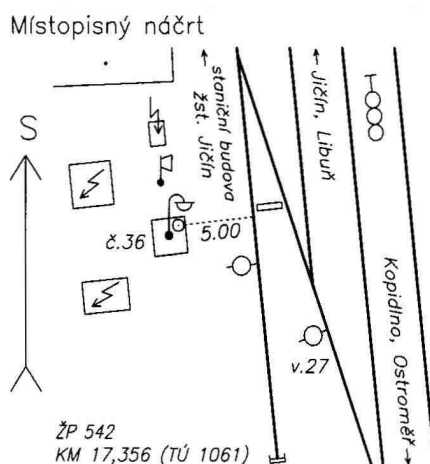 Místopisný náčrt
S
staniční budova
žst. Jičín
Jičín, Libuň
č.36
5.00
v.27
Kopidlno, Ostroměř
ŽP 542
KM 17,356 (TÚ 1061)